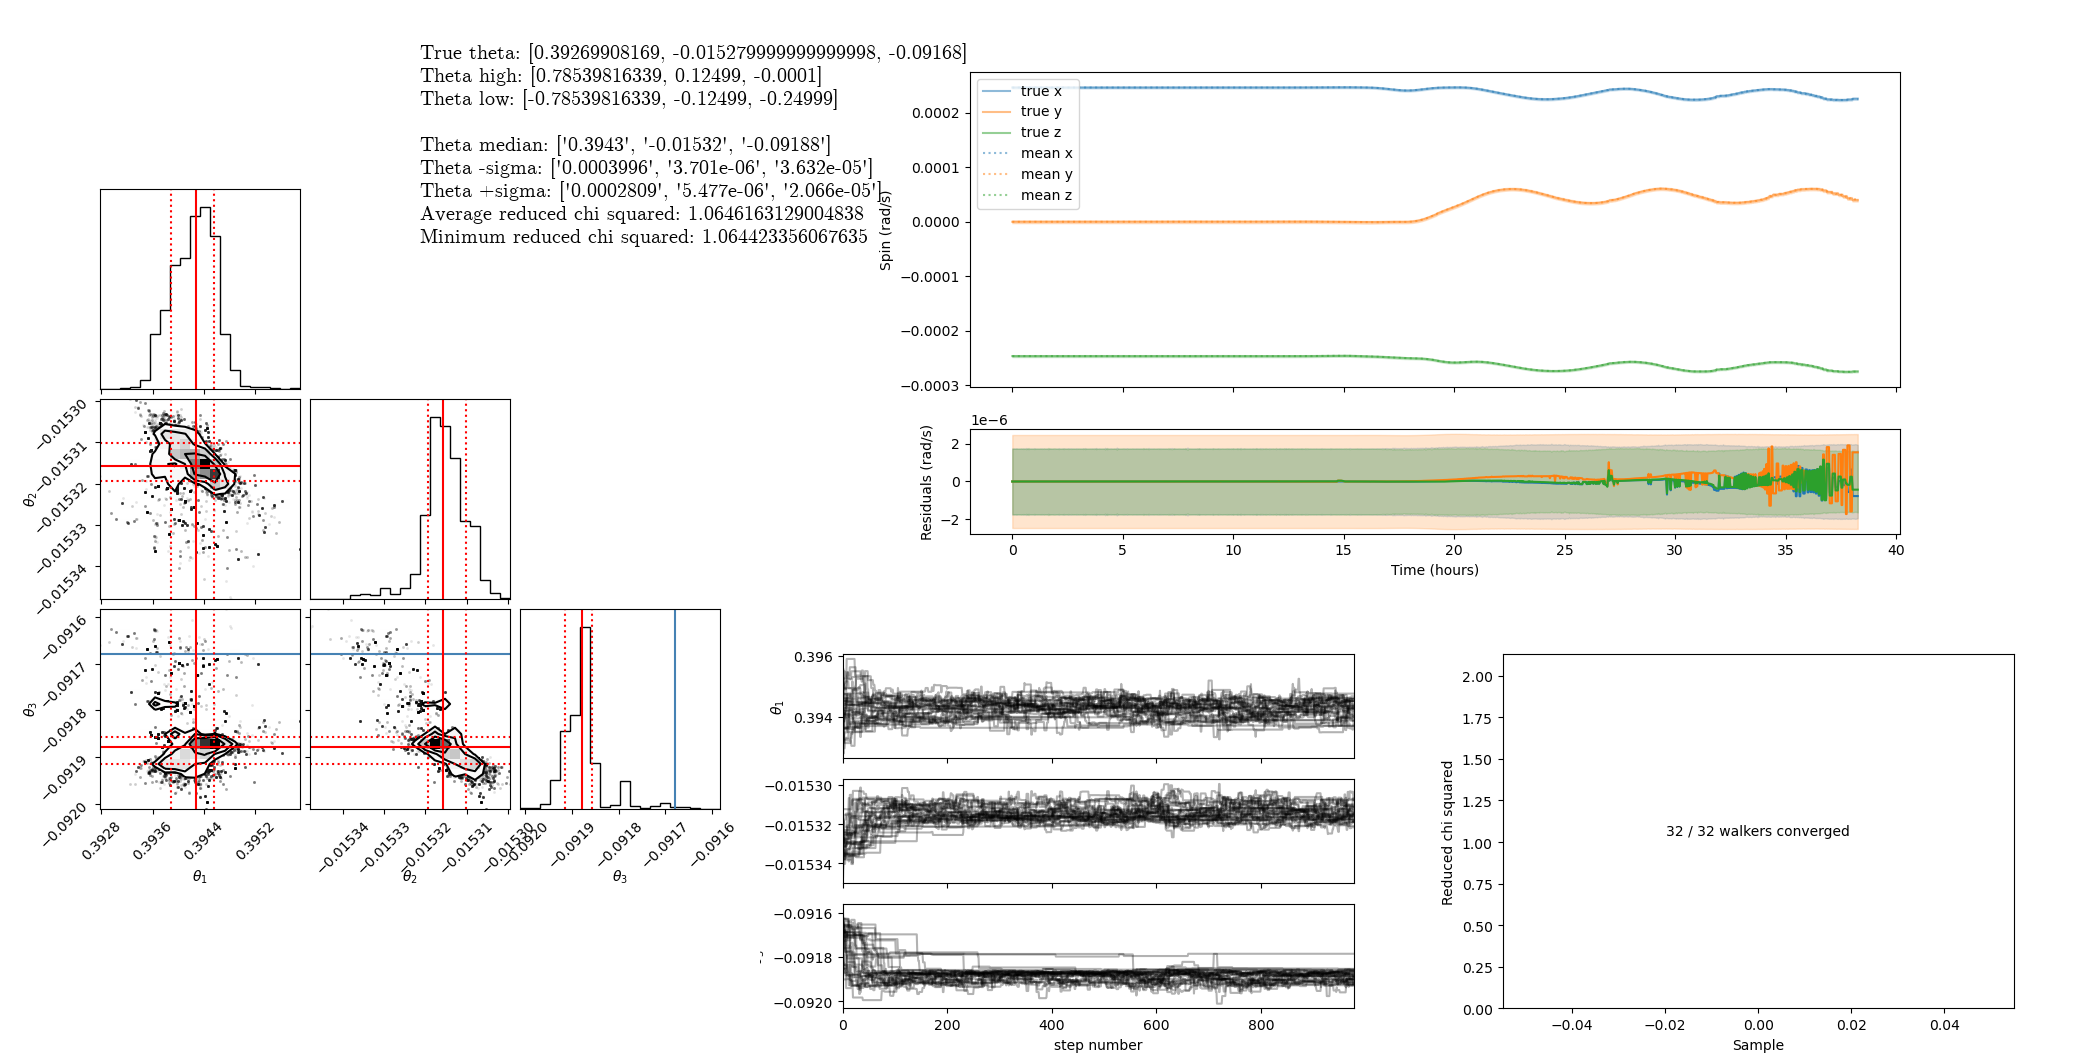 True theta: [0.39269908169, -0.015279999999999998, -0.09168]
Theta high: [0.78539816339, 0.12499, -0.0001]
Theta low: [-0.78539816339, -0.12499, -0.24999]
Theta median: ['0.3943', '-0.01532', '-0.09188']
Theta -sigma: ['0.0003996', '3.701e-06', '3.632e-05']
Theta +sigma: ['0.0002809', '5.477e-06', '2.066e-05']
Average reduced chi squared: 1.0646163129004838
Minimum reduced chi squared: 1.064423356067635
true x
true y
true z
mean x
mean y
mean z
0.0002
0.0001
0.0000
−0.0001
−0.0002
−0.0003
Spin (rad/s)
1e−6
2
0
−2
Residuals (rad/s)
0 5 10 15 20 25 30 35 40
Time (hours)
−0.01530
−0.01531
−0.01532
−0.01533
−0.01534
θ2
−0.0916
−0.0917
−0.0918
−0.0919
−0.0920
θ3
0.3928 0.3936 0.3944 0.3952
θ1
−0.01534 −0.01533 −0.01532 −0.01531 −0.01530
θ2
−0.0920 −0.0919 −0.0918 −0.0917 −0.0916
θ3
0.396
0.394
θ1
−0.01530
−0.01532
−0.01534
−0.0916
−0.0918
−0.0920
0 200 400 600 800
step number
2.00
1.75
1.50
1.25
1.00
0.75
0.50
0.25
0.00
Reduced chi squared
32 / 32 walkers converged
−0.04 −0.02 0.00 0.02 0.04
Sample